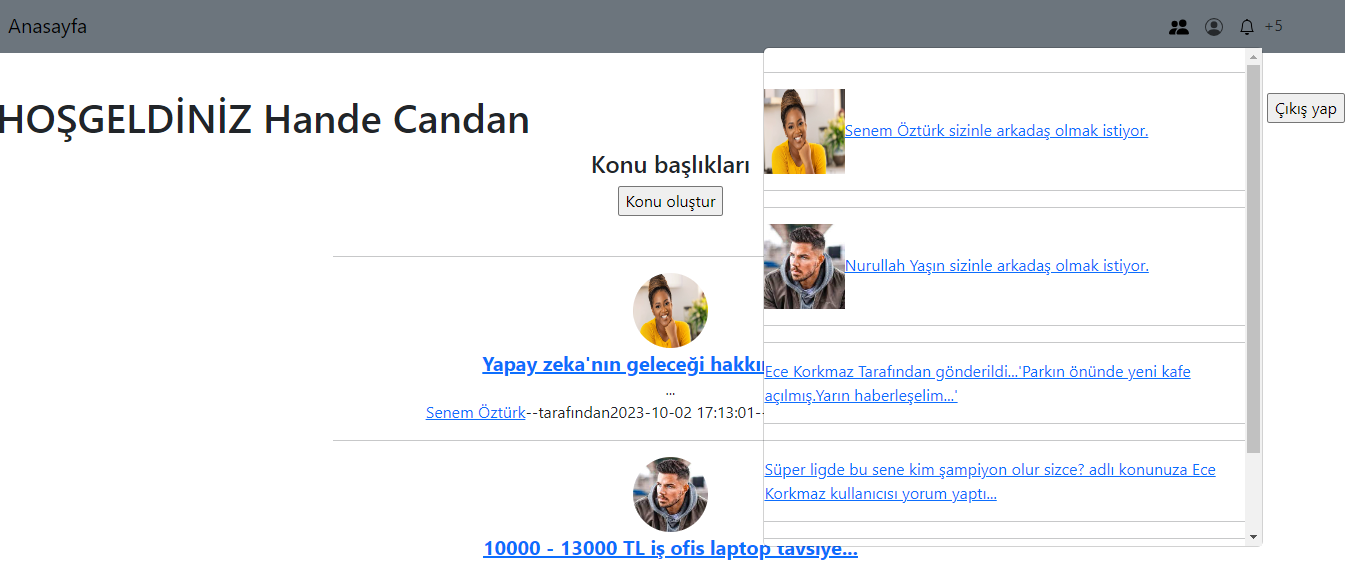 Anasayfa
+5
HOŞGELDİNİZ Hande Candan
Çıkış yap
Konu başlıkları
Konu oluştur
Yapay zeka'nın geleceği
...
Senem Öztürk--tarafından2023-10-02 17:13:01--
10000 - 13000 TL iş ofis laptop tavsiye...
Senem Öztürk sizinle arkadaş olmak istiyor.
Nurullah Yaşın sizinle arkadaş olmak istiyor.
Ece Korkmaz Tarafından gönderildi...'Parkın önünde yeni kafe
açılmış.Yarın haberleşelim...'
Süper ligde bu sene kim şampiyon olur sizce? adlı konunuza Ece
Korkmaz kullanıcısı yorum yaptı...